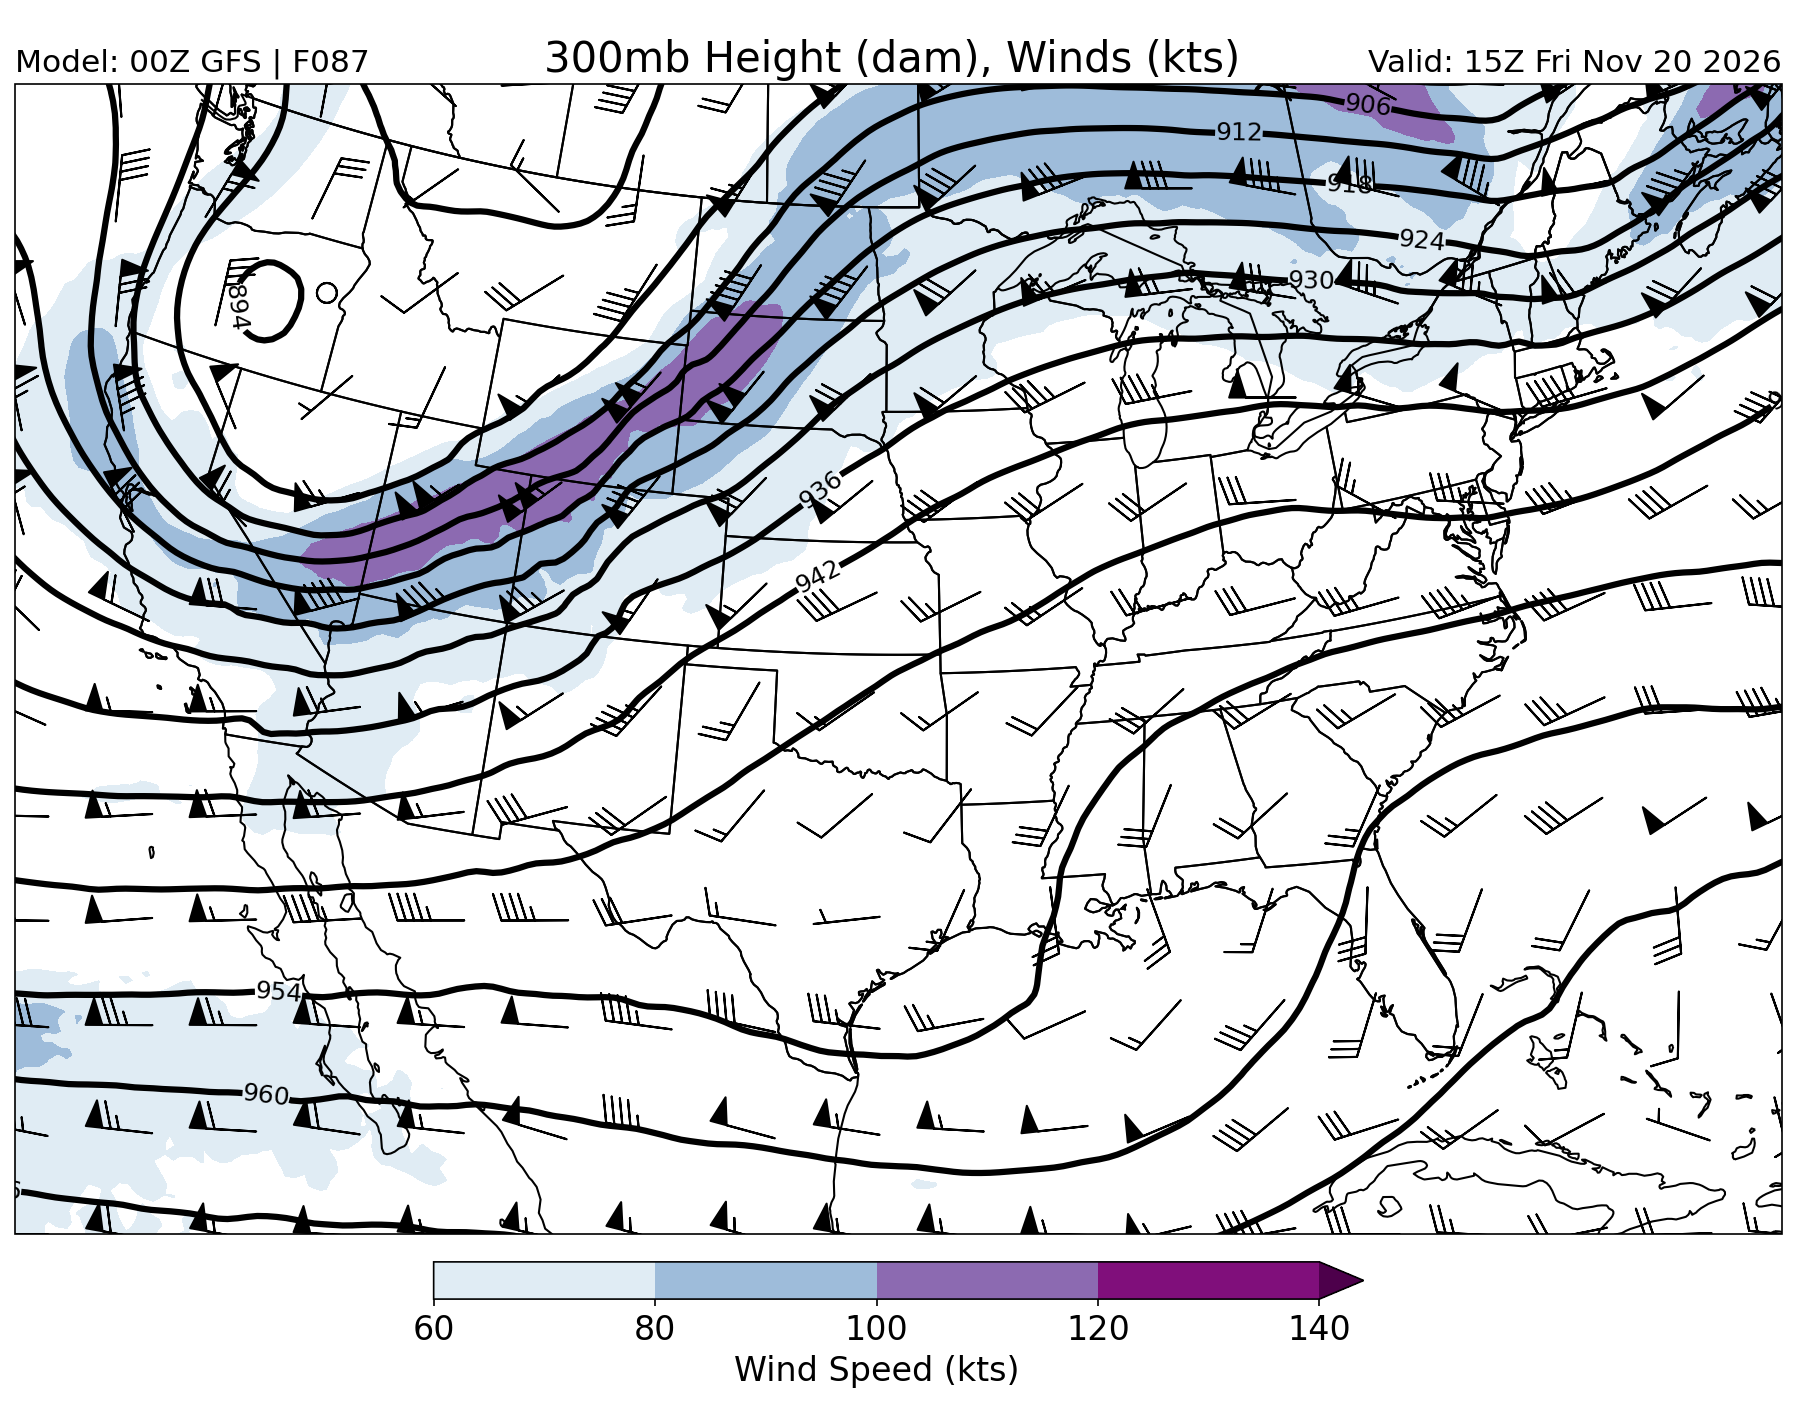 Model: 00Z GFS | F087
300mb Height (dam), Winds (kts)
Valid: 15Z Fri Nov 20 2026
906
912
918
924
930
894
936
942
954
960
60 80 100 120 140
Wind Speed (kts)